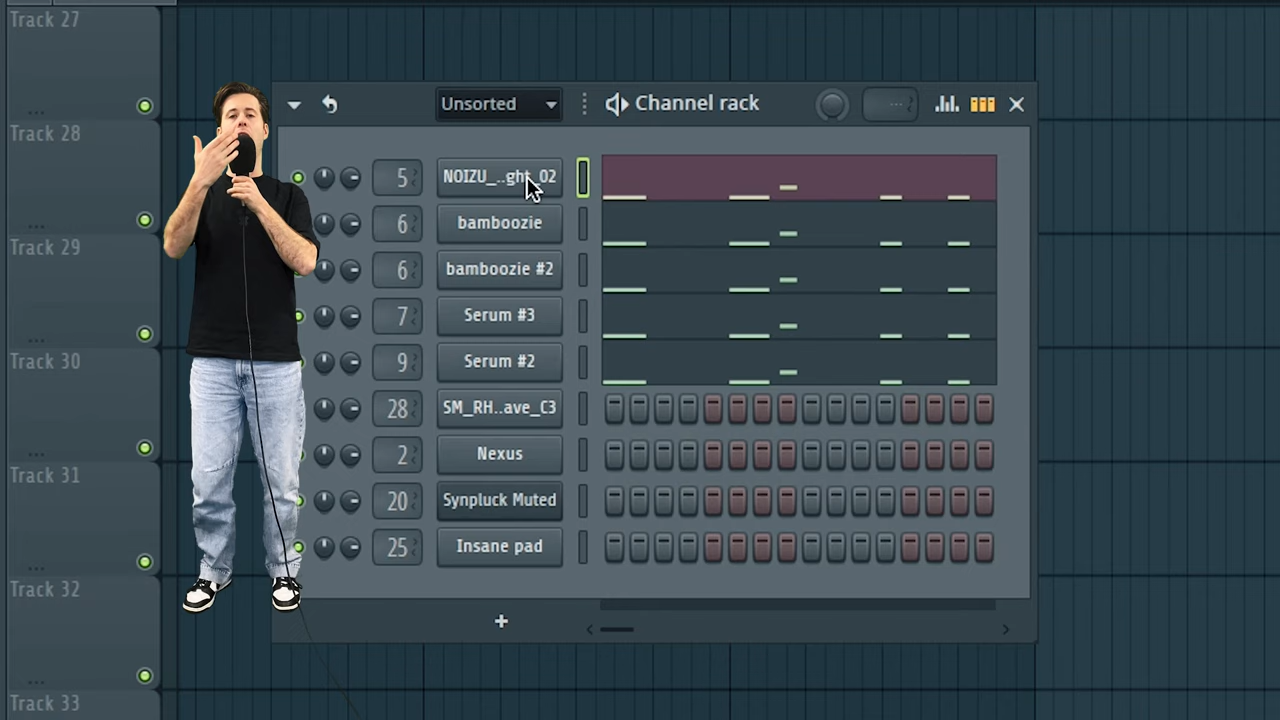 Track 27
Track 28
Track 29
Track 30
Track 31
Track 32
Track 33
Unsorted
Channel rack
5 NOIZU_..ght_02
6 bamboozie
6 bamboozie #2
7 Serum #3
9 Serum #2
28 SM_RH..ave_C3
2 Nexus
20 Synpluck Muted
25 Insane pad